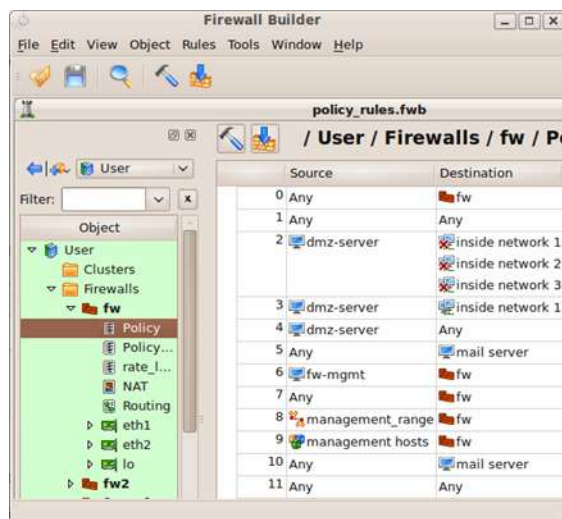 Firewall Builder
File Edit View Object Rules Tools Window Help
policy_rules.fwb
User
Filter:
x
Object
User
Clusters
Firewalls
fw
Policy
Policy...
rate_l...
NAT
Routing
eth1
eth2
lo
fw2
/ User / Firewalls / fw / Po
Source Destination
0 Any fw
1 Any Any
2 dmz-server inside network 1
inside network 2
inside network 3
3 dmz-server inside network 1
4 dmz-server Any
5 Any mail server
6 fw-mgmt fw
7 Any fw
8 management_range fw
9 management hosts fw
10 Any mail server
11 Any Any